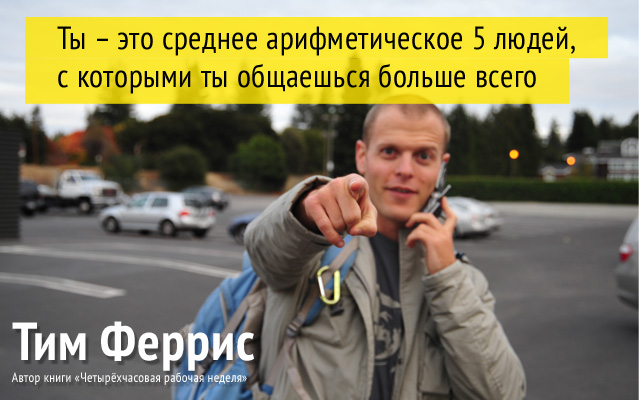 Ты – это среднее арифметическое 5 людей,
с которыми ты общаешься больше всего
Тим Феррис
Автор книги «Четырёхчасовая рабочая неделя»